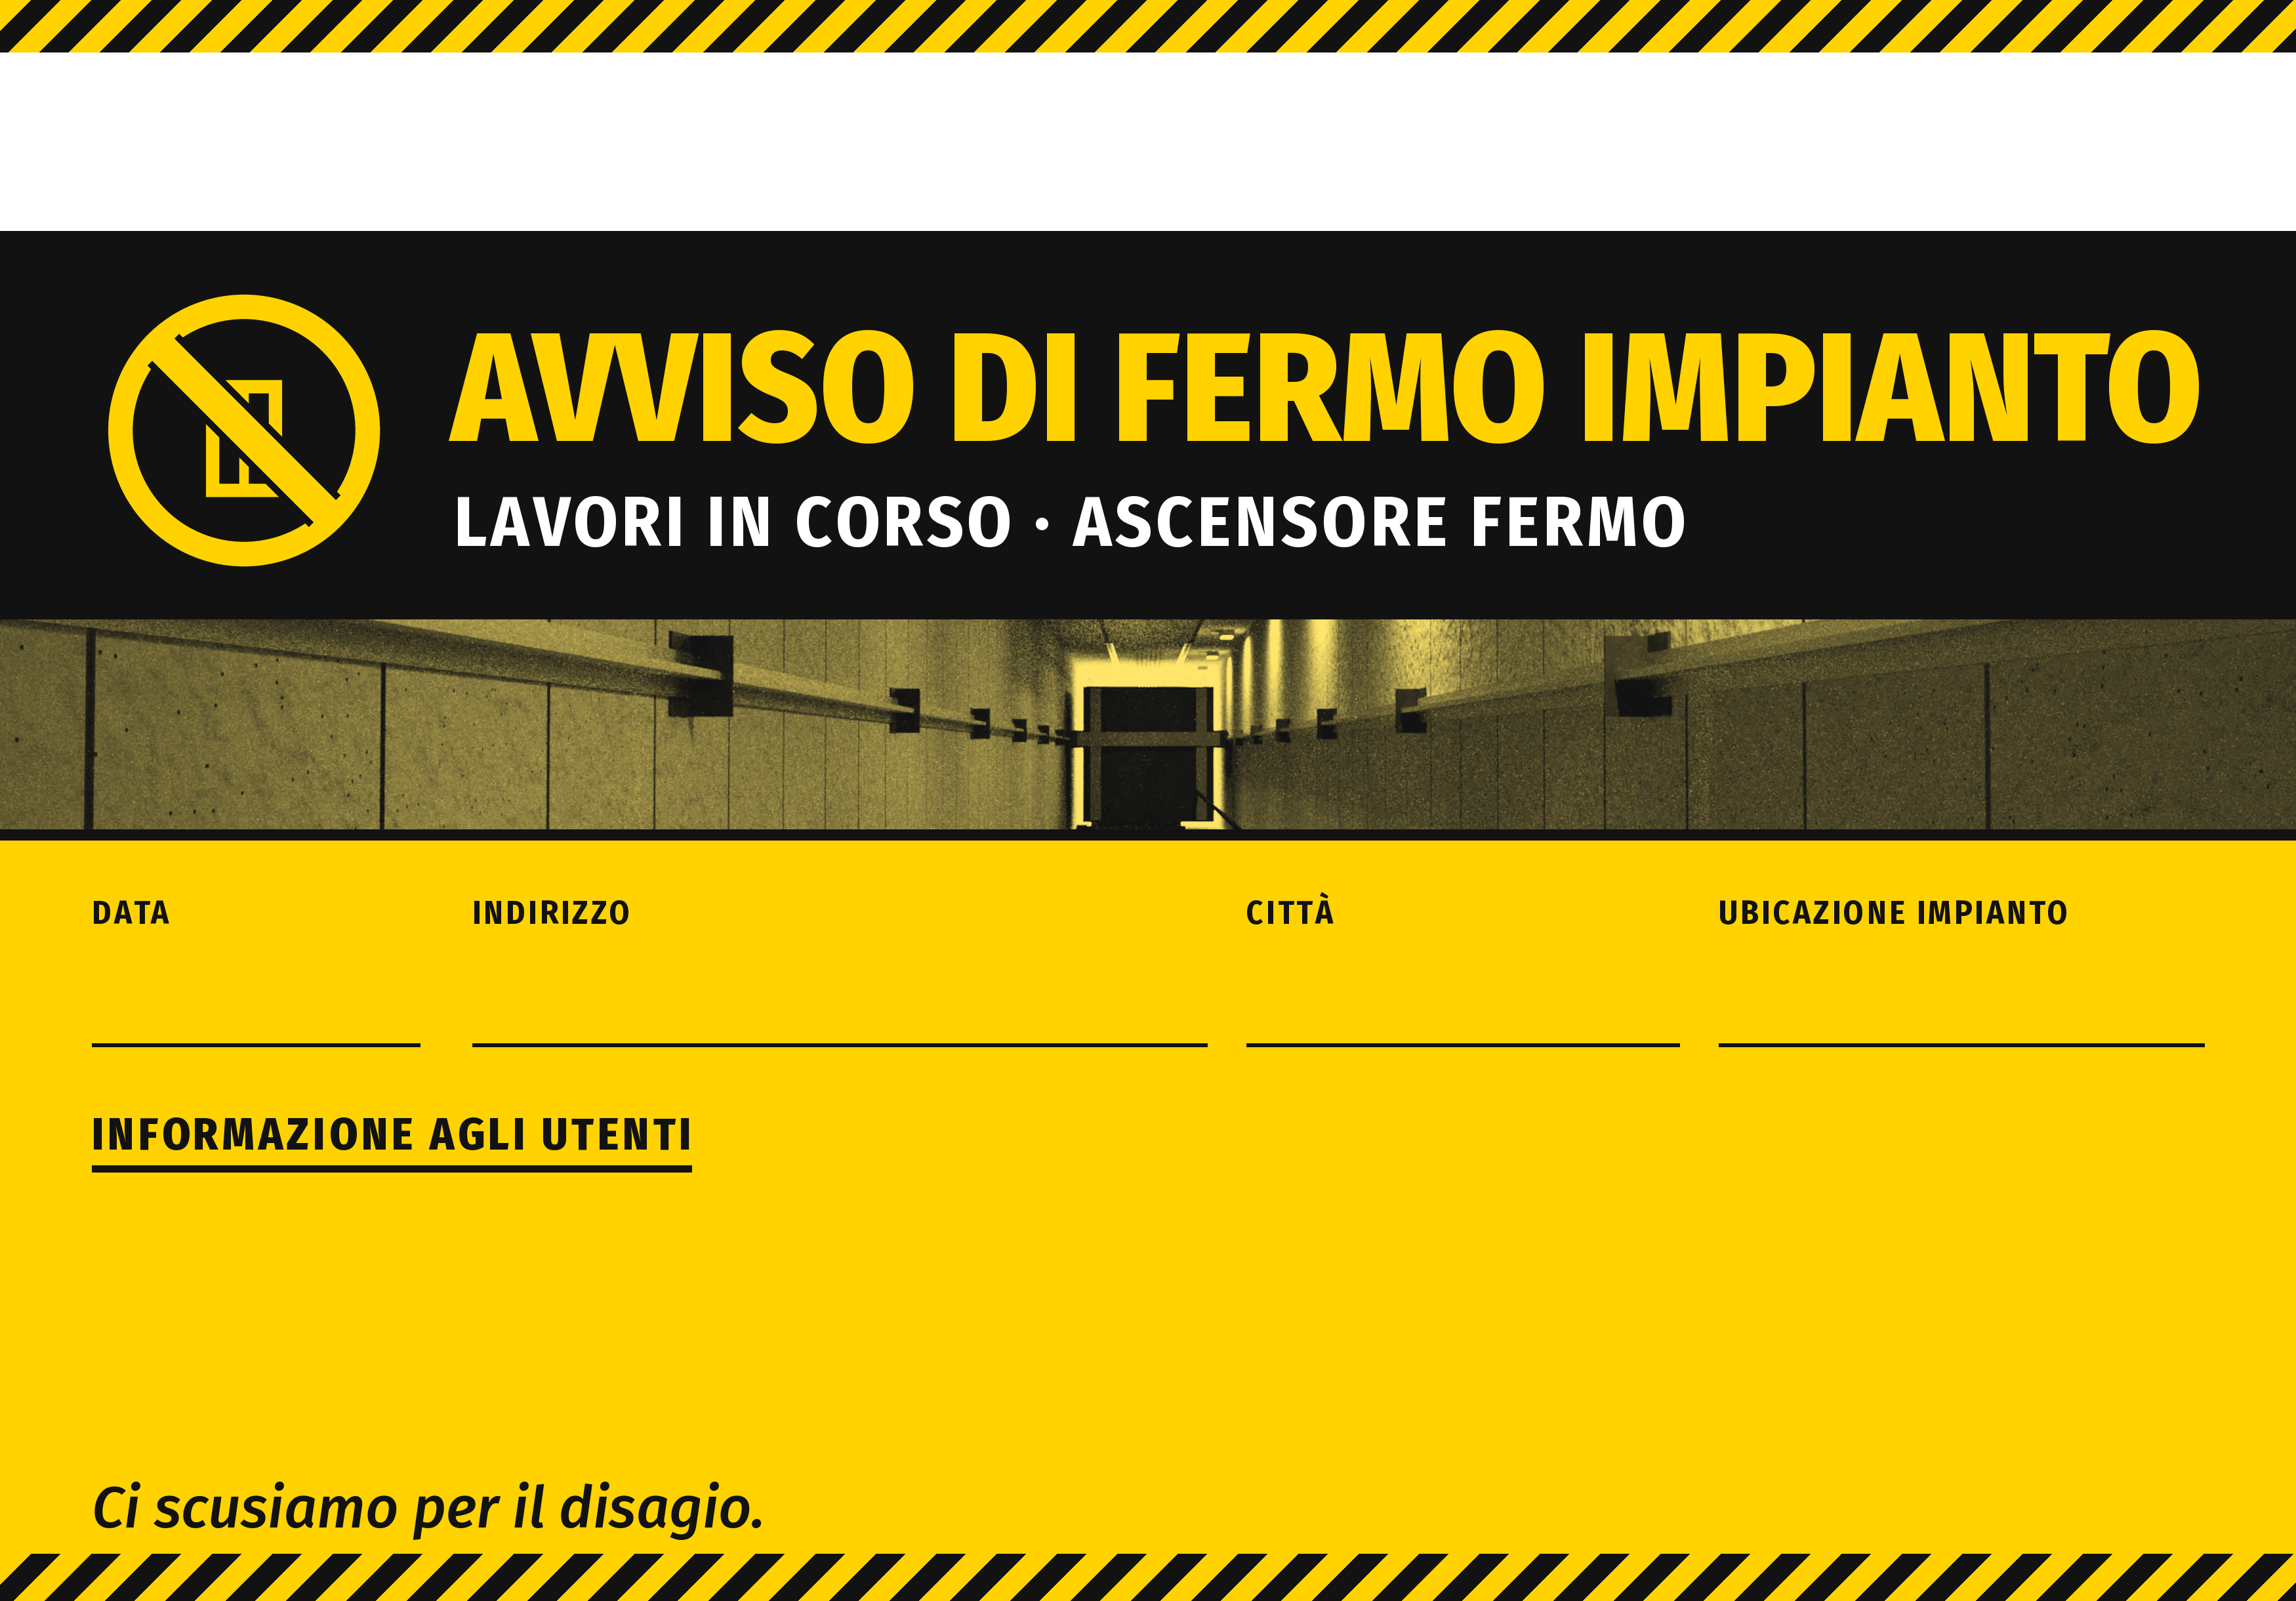 AVVISO DI FERMO IMPIANTO
LAVORI IN CORSO · ASCENSORE FERMO
DATA INDIRIZZO CITTÀ UBICAZIONE IMPIANTO
INFORMAZIONE AGLI UTENTI
Ci scusiamo per il disagio.